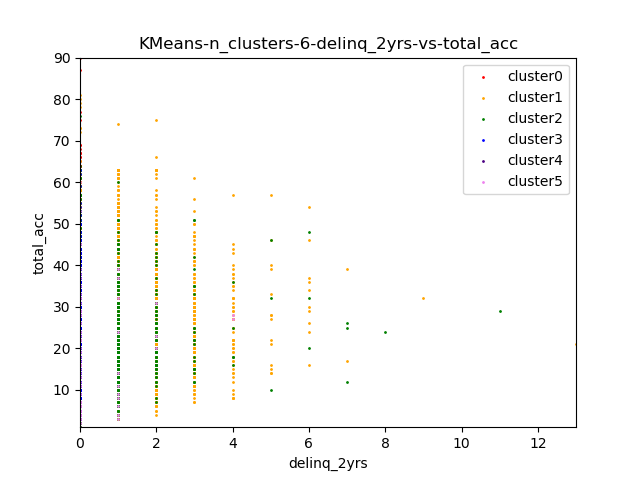 KMeans-n_clusters-6-delinq_2yrs-vs-total_acc
90
80
70
60
50
40
30
20
10
total_acc
cluster0
cluster1
cluster2
cluster3
cluster4
cluster5
0 2 4 6 8 10 12
delinq_2yrs